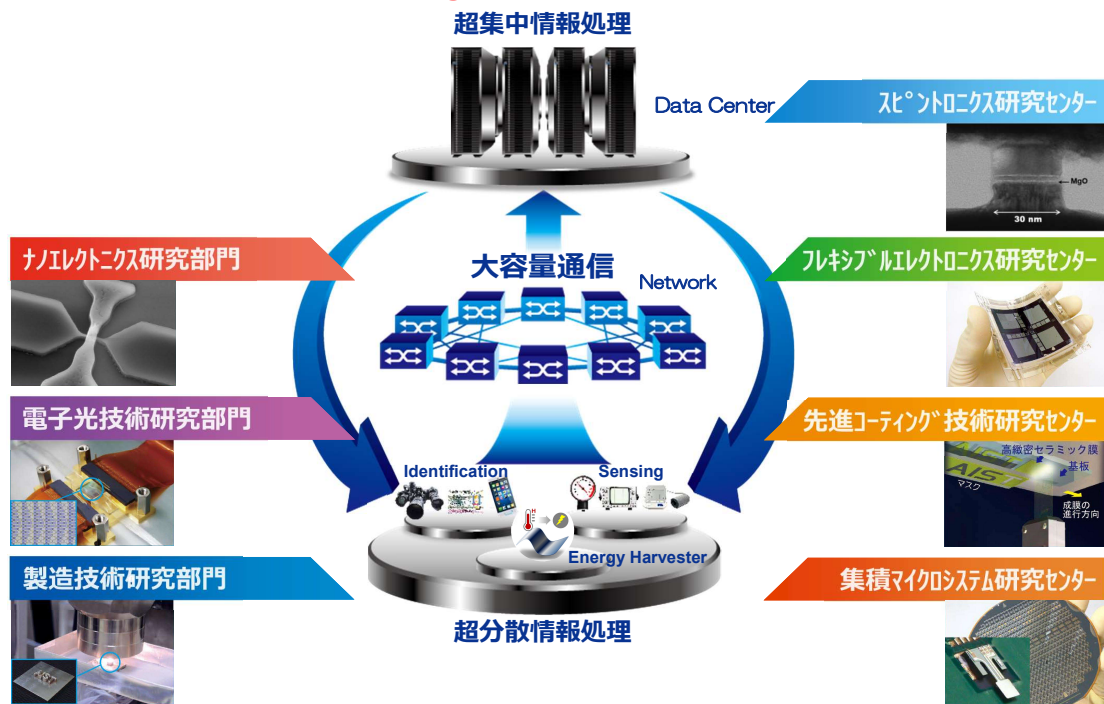 超集中情報処理
Data Center
スピントロニクス研究センター
MgO
30 nm
ナノエレクトニクス研究部門
大容量通信
Network
フレキシブルエレクトロニクス研究センター
電子光技術研究部門
先進コーティング技術研究センター
高緻密セラミック膜
基板
AIST
マスク
成膜の
進行方向
Identification
Sensing
H
Energy Harvester
製造技術研究部門
集積マイクロシステム研究センター
超分散情報処理